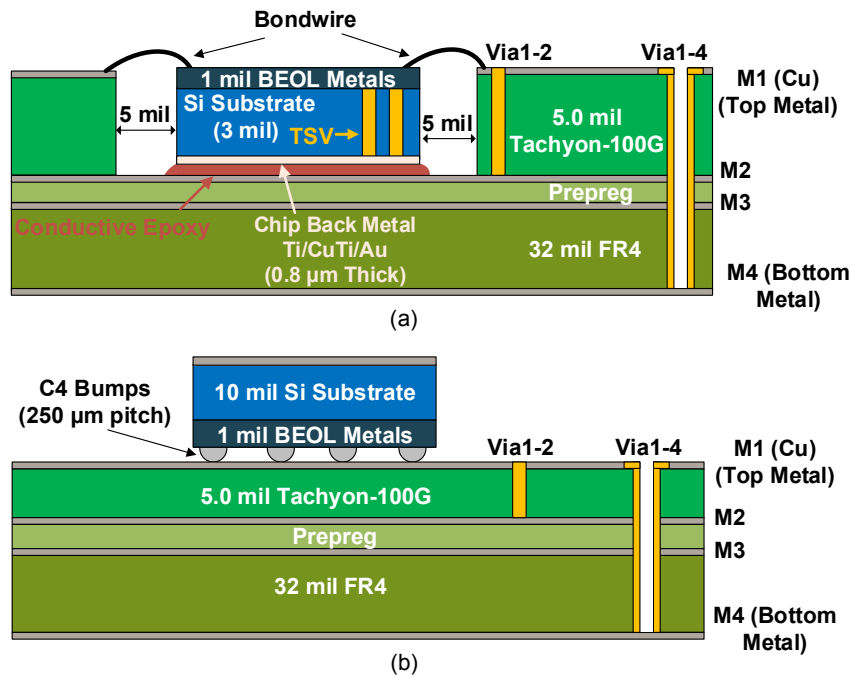 Bondwire
Via1-2
Via1-4
1 mil BEOL Metals
M1 (Cu)
(Top Metal)
Si Substrate
(3 mil)
5 mil
5 mil
TSV
5.0 mil
Tachyon-100G
M2
Prepreg
M3
Conductive Epoxy
Chip Back Metal
Ti/CuTi/Au
(0.8 µm Thick)
32 mil FR4
M4 (Bottom
Metal)
(a)
C4 Bumps
(250 µm pitch)
10 mil Si Substrate
1 mil BEOL Metals
Via1-2
Via1-4
M1 (Cu)
(Top Metal)
5.0 mil Tachyon-100G
M2
Prepreg
M3
32 mil FR4
M4 (Bottom
Metal)
(b)